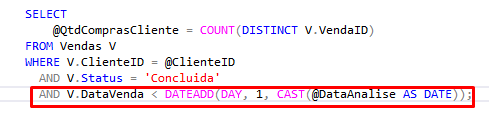 SELECT
@QtdComprasCliente = COUNT(DISTINCT V.VendaID)
FROM Vendas V
WHERE V.ClienteID = @ClienteID
AND V.Status = 'Concluida'
AND V.DataVenda < DATEADD(DAY, 1, CAST(@DataAnalise AS DATE));